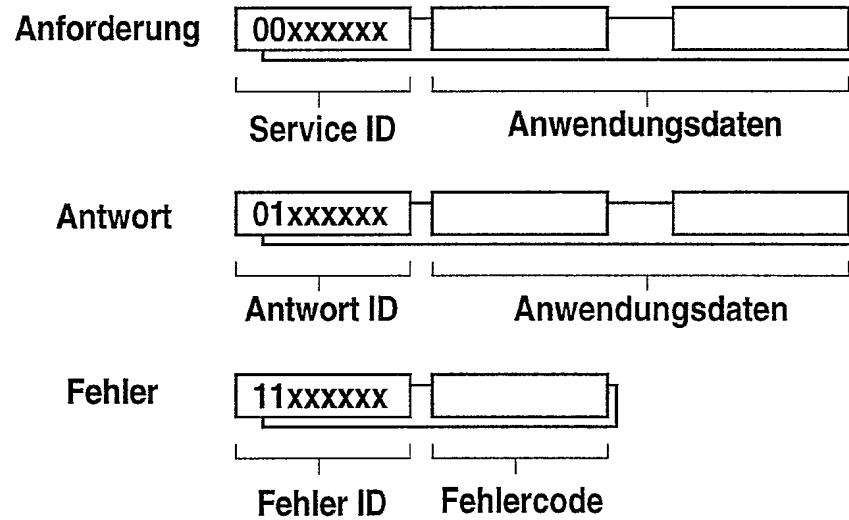 Anforderung 00xxxxxx
Service ID Anwendungsdaten
Antwort 01xxxxxx
Antwort ID Anwendungsdaten
Fehler 11xxxxxx
Fehler ID Fehlercode